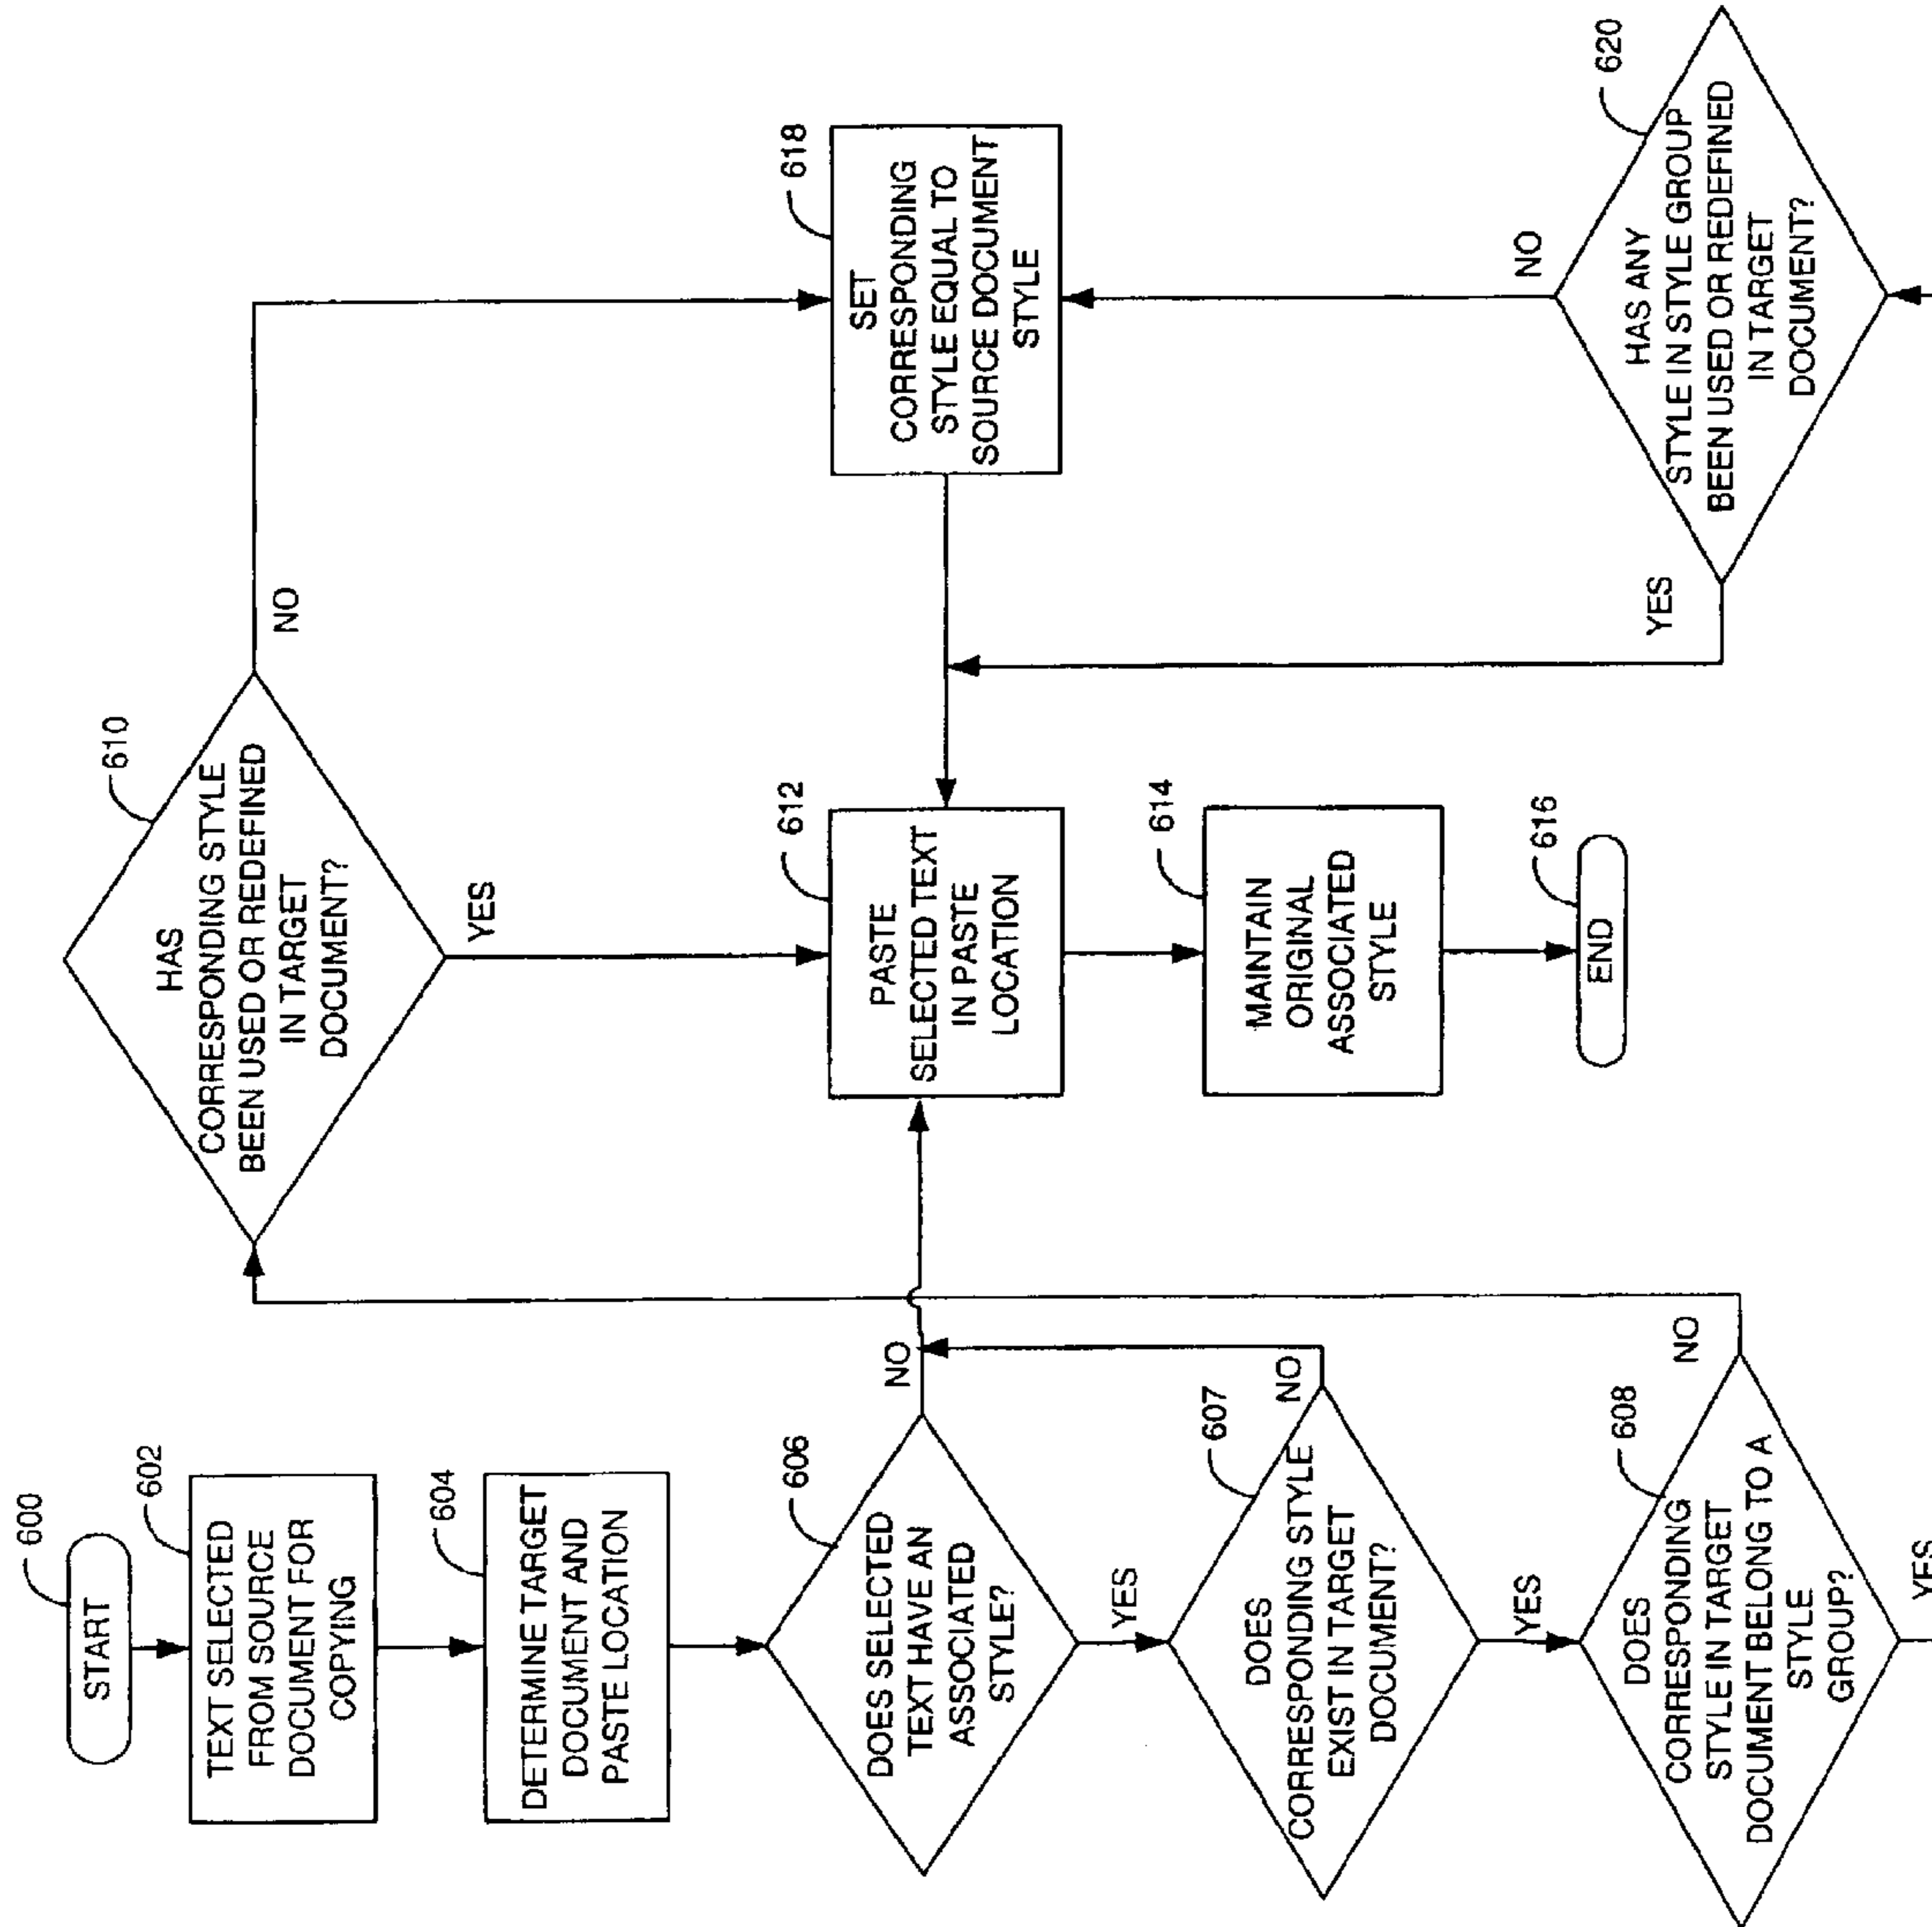 600
START
602
TEXT SELECTED
FROM SOURCE
DOCUMENT FOR
COPYING
604
DETERMINE TARGET
DOCUMENT AND
PASTE LOCATION
606
DOES SELECTED
TEXT HAVE AN
ASSOCIATED
STYLE?
NO
YES
607
DOES
CORRESPONDING STYLE
EXIST IN TARGET
DOCUMENT?
NO
YES
608
DOES
CORRESPONDING
STYLE IN TARGET
DOCUMENT BELONG TO A
STYLE
GROUP?
NO
YES
610
HAS
CORRESPONDING STYLE
BEEN USED OR REDEFINED
IN TARGET
DOCUMENT?
NO
YES
612
PASTE
SELECTED TEXT
IN PASTE
LOCATION
614
MAINTAIN
ORIGINAL
ASSOCIATED
STYLE
616
END
618
SET
CORRESPONDING
STYLE EQUAL TO
SOURCE DOCUMENT
STYLE
620
HAS ANY
STYLE IN STYLE GROUP
BEEN USED OR REDEFINED
IN TARGET
DOCUMENT?
NO
YES